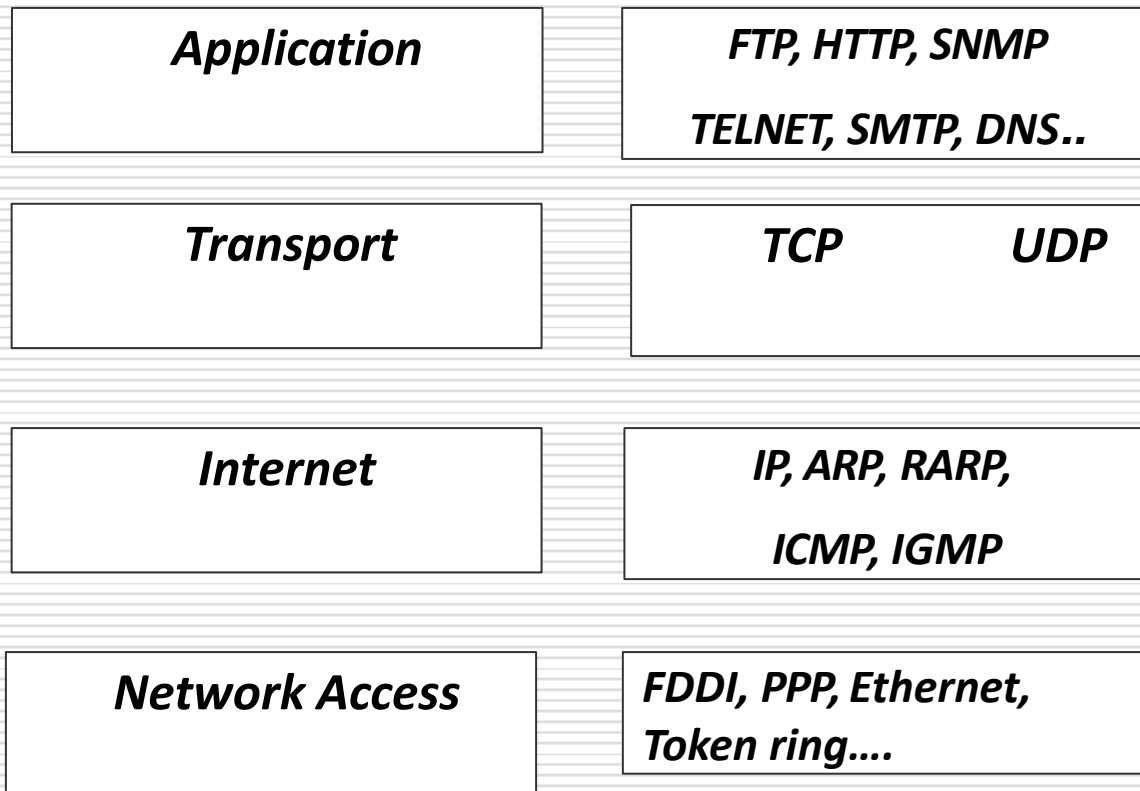 Application
FTP, HTTP, SNMP
TELNET, SMTP, DNS..
Transport
TCP UDP
Internet
IP, ARP, RARP,
ICMP, IGMP
Network Access
FDDI, PPP, Ethernet,
Token ring....